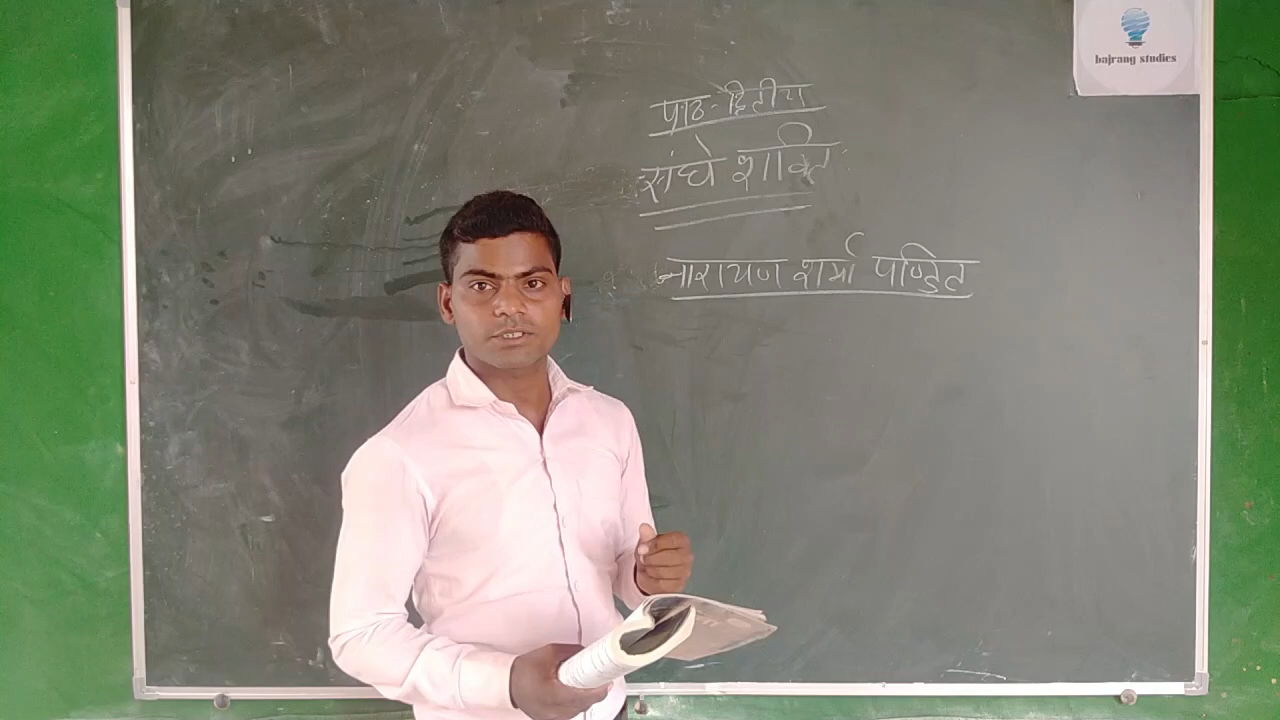 bajrang studies
पाठ-द्वितीय
संघे शक्तिः
नारायण शर्मा पण्डित